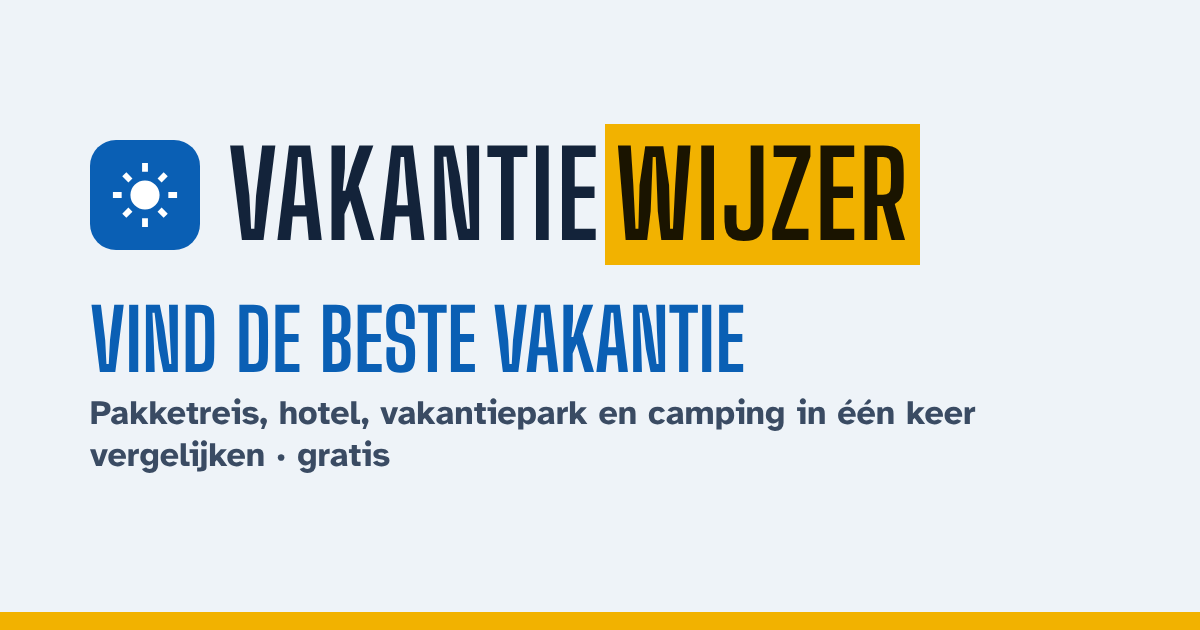 VAKANTIEWIJZER
VIND DE BESTE VAKANTIE
Pakketreis, hotel, vakantiepark en camping in één keer
vergelijken · gratis